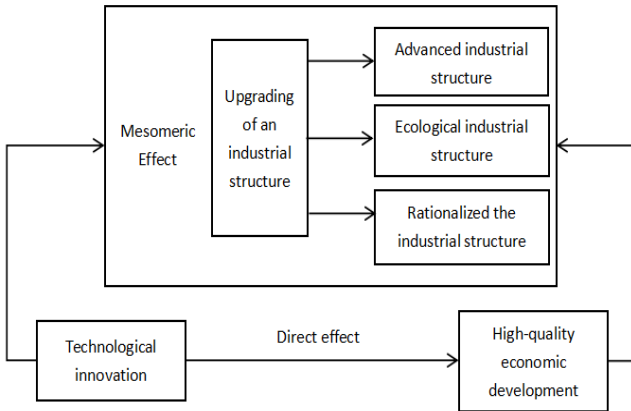 Advanced industrial
structure
Upgrading
of an
industrial
structure
Mesomeric
Effect
Ecological industrial
structure
Rationalized the
industrial structure
Technological
innovation
Direct effect
High-quality
economic
development